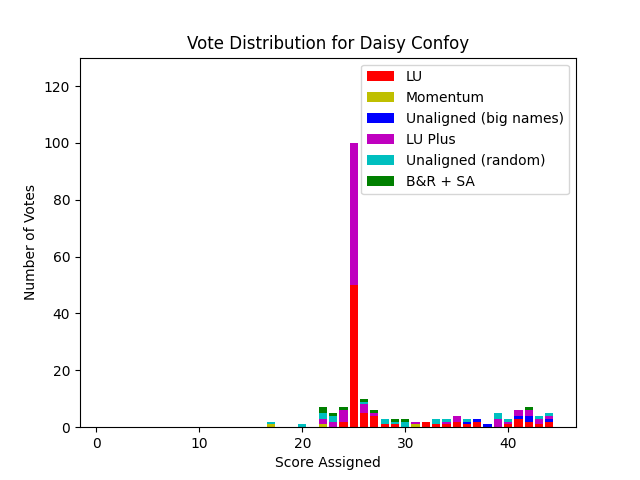 Vote Distribution for Daisy Confoy
120
100
80
60
40
20
0
Number of Votes
LU
Momentum
Unaligned (big names)
LU Plus
Unaligned (random)
B&R + SA
0 10 20 30 40
Score Assigned